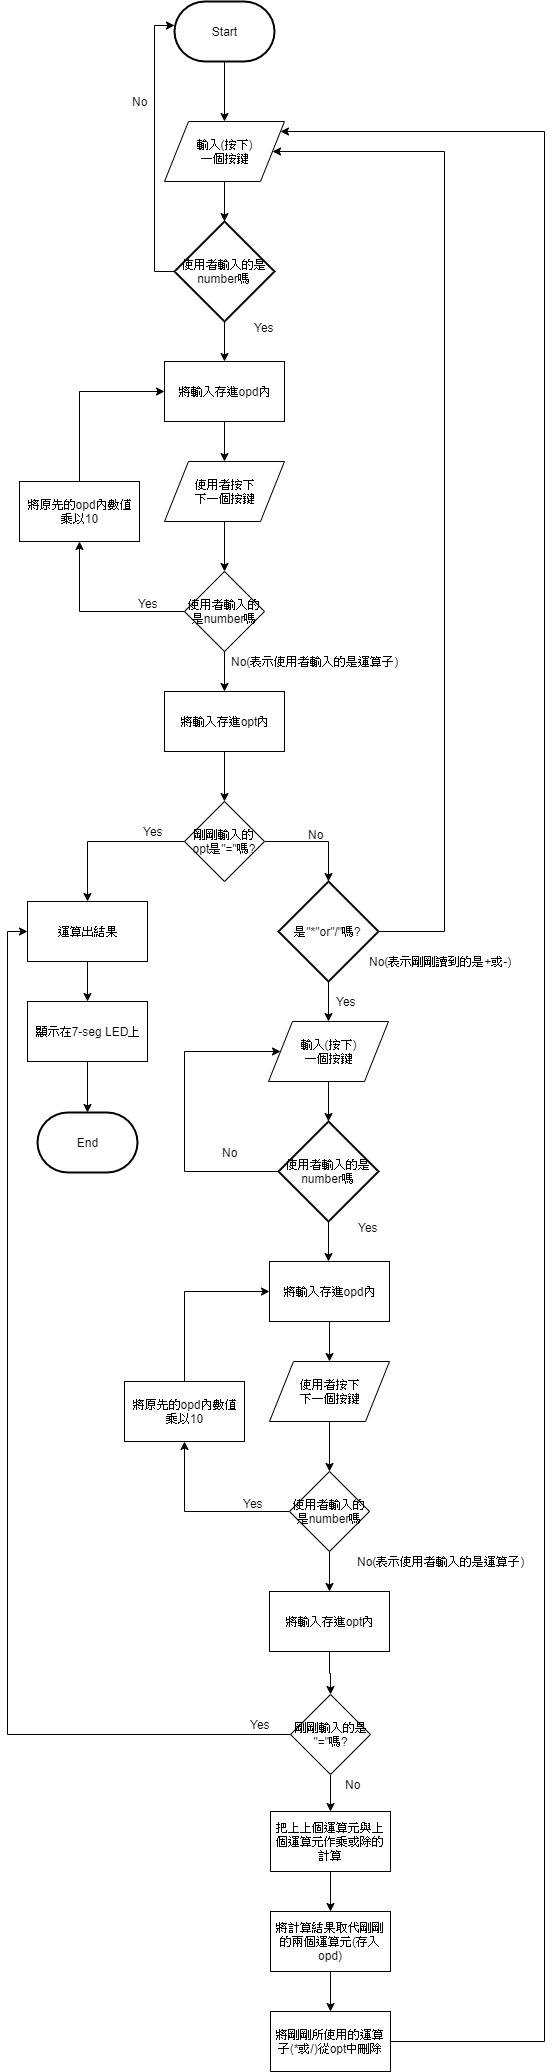 Start
No
輸入(按下)
一個按鍵
使用者輸入的是
number嗎
Yes
將輸入存進opd內
使用者按下
下一個按鍵
將原先的opd內數值
乘以10
Yes
使用者輸入的
是number嗎
No(表示使用者輸入的是運算子)
將輸入存進opt內
Yes
剛剛輸入的
opt是"="嗎?
No
運算出結果
是"*"or"/"嗎?
No(表示剛剛讀到的是+或-)
Yes
顯示在7-seg LED上
輸入(按下)
一個按鍵
End
No
使用者輸入的是
number嗎
Yes
將輸入存進opd內
使用者按下
下一個按鍵
將原先的opd內數值
乘以10
Yes
使用者輸入的
是number嗎
No(表示使用者輸入的是運算子)
將輸入存進opt內
Yes
剛剛輸入的是
"="嗎?
No
把上上個運算元與上
個運算元作乘或除的
計算
將計算結果取代剛剛
的兩個運算元(存入
opd)
將剛剛所使用的運算
子(*或/)從opt中刪除